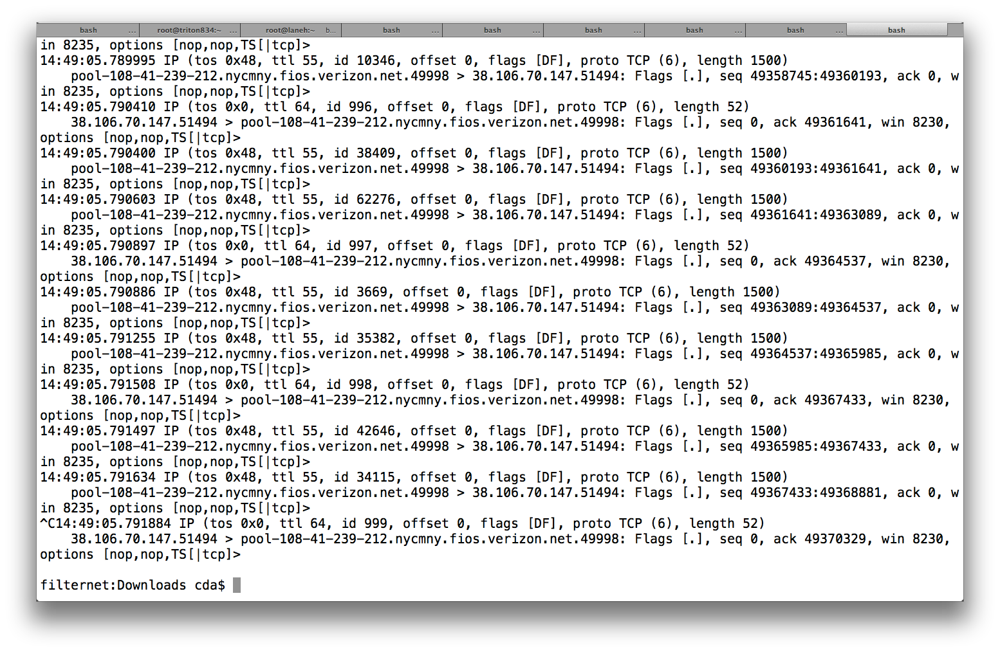 bash ... root@triton834:~ ... root@laneh:~ b... bash ... bash ... bash ... bash ... bash ... bash
in 8235, options [nop,nop,TS[|tcp]>
14:49:05.789995 IP (tos 0x48, ttl 55, id 10346, offset 0, flags [DF], proto TCP (6), length 1500)
    pool-108-41-239-212.nycmny.fios.verizon.net.49998 > 38.106.70.147.51494: Flags [.], seq 49358745:49360193, ack 0, w
in 8235, options [nop,nop,TS[|tcp]>
14:49:05.790410 IP (tos 0x0, ttl 64, id 996, offset 0, flags [DF], proto TCP (6), length 52)
    38.106.70.147.51494 > pool-108-41-239-212.nycmny.fios.verizon.net.49998: Flags [.], seq 0, ack 49361641, win 8230,
options [nop,nop,TS[|tcp]>
14:49:05.790400 IP (tos 0x48, ttl 55, id 38409, offset 0, flags [DF], proto TCP (6), length 1500)
    pool-108-41-239-212.nycmny.fios.verizon.net.49998 > 38.106.70.147.51494: Flags [.], seq 49360193:49361641, ack 0, w
in 8235, options [nop,nop,TS[|tcp]>
14:49:05.790603 IP (tos 0x48, ttl 55, id 62276, offset 0, flags [DF], proto TCP (6), length 1500)
    pool-108-41-239-212.nycmny.fios.verizon.net.49998 > 38.106.70.147.51494: Flags [.], seq 49361641:49363089, ack 0, w
in 8235, options [nop,nop,TS[|tcp]>
14:49:05.790897 IP (tos 0x0, ttl 64, id 997, offset 0, flags [DF], proto TCP (6), length 52)
    38.106.70.147.51494 > pool-108-41-239-212.nycmny.fios.verizon.net.49998: Flags [.], seq 0, ack 49364537, win 8230,
options [nop,nop,TS[|tcp]>
14:49:05.790886 IP (tos 0x48, ttl 55, id 3669, offset 0, flags [DF], proto TCP (6), length 1500)
    pool-108-41-239-212.nycmny.fios.verizon.net.49998 > 38.106.70.147.51494: Flags [.], seq 49363089:49364537, ack 0, w
in 8235, options [nop,nop,TS[|tcp]>
14:49:05.791255 IP (tos 0x48, ttl 55, id 35382, offset 0, flags [DF], proto TCP (6), length 1500)
    pool-108-41-239-212.nycmny.fios.verizon.net.49998 > 38.106.70.147.51494: Flags [.], seq 49364537:49365985, ack 0, w
in 8235, options [nop,nop,TS[|tcp]>
14:49:05.791508 IP (tos 0x0, ttl 64, id 998, offset 0, flags [DF], proto TCP (6), length 52)
    38.106.70.147.51494 > pool-108-41-239-212.nycmny.fios.verizon.net.49998: Flags [.], seq 0, ack 49367433, win 8230,
options [nop,nop,TS[|tcp]>
14:49:05.791497 IP (tos 0x48, ttl 55, id 42646, offset 0, flags [DF], proto TCP (6), length 1500)
    pool-108-41-239-212.nycmny.fios.verizon.net.49998 > 38.106.70.147.51494: Flags [.], seq 49365985:49367433, ack 0, w
in 8235, options [nop,nop,TS[|tcp]>
14:49:05.791634 IP (tos 0x48, ttl 55, id 34115, offset 0, flags [DF], proto TCP (6), length 1500)
    pool-108-41-239-212.nycmny.fios.verizon.net.49998 > 38.106.70.147.51494: Flags [.], seq 49367433:49368881, ack 0, w
in 8235, options [nop,nop,TS[|tcp]>
^C14:49:05.791884 IP (tos 0x0, ttl 64, id 999, offset 0, flags [DF], proto TCP (6), length 52)
    38.106.70.147.51494 > pool-108-41-239-212.nycmny.fios.verizon.net.49998: Flags [.], seq 0, ack 49370329, win 8230,
options [nop,nop,TS[|tcp]>
filternet:Downloads cda$